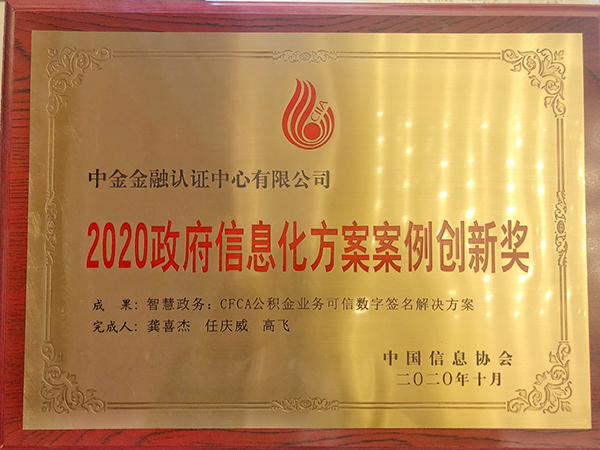 CIIA
中金金融认证中心有限公司
2020政府信息化方案案例创新奖
成 果：智慧政务：CFCA公积金业务可信数字签名解决方案
完成人：龚喜杰 任庆威 高飞
中国信息协会
二〇二〇年十月